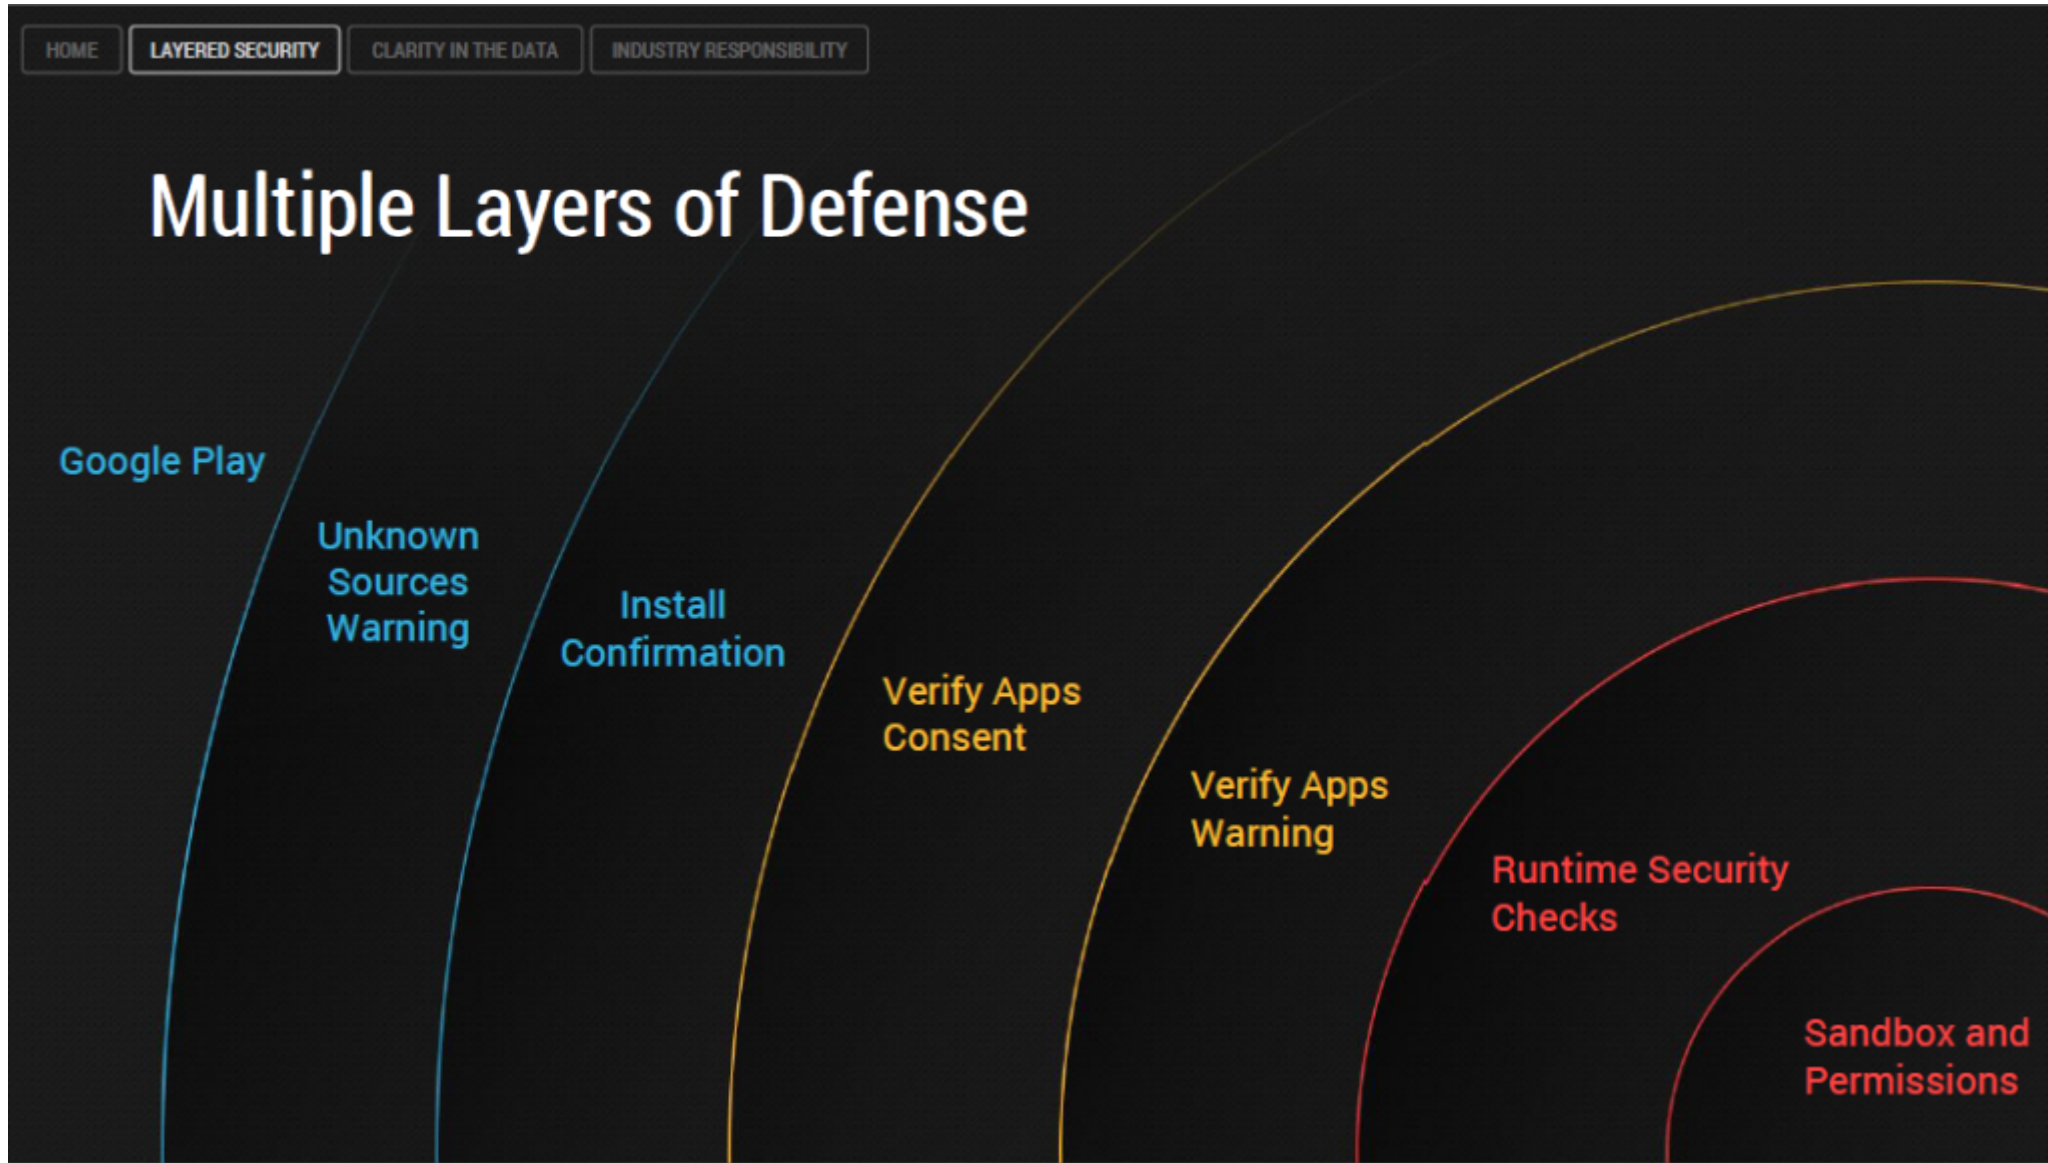 HOME
LAYERED SECURITY
CLARITY IN THE DATA
INDUSTRY RESPONSIBILITY
Multiple Layers of Defense
Google Play
Unknown
Sources
Warning
Install
Confirmation
Verify Apps
Consent
Verify Apps
Warning
Runtime Security
Checks
Sandbox and
Permissions